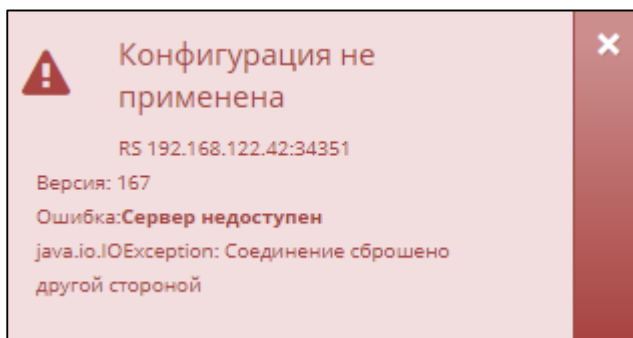 Конфигурация не
применена
RS 192.168.122.42:34351
Версия: 167
Ошибка:Сервер недоступен
java.io.IOException: Соединение сброшено
другой стороной